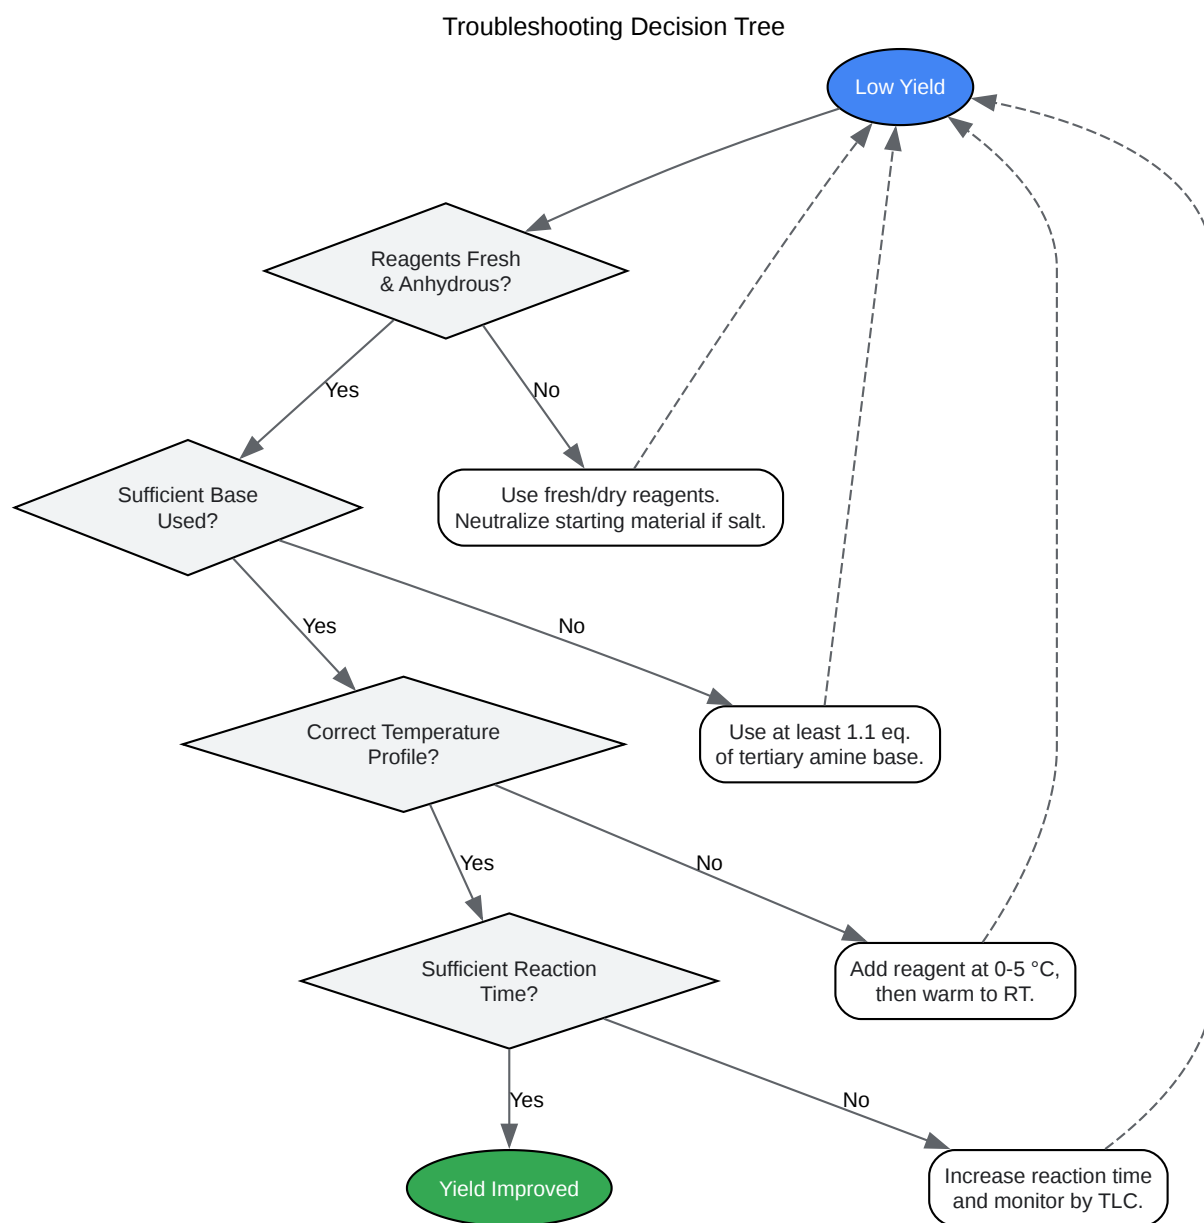 Troubleshooting Decision Tree
Low Yield
Reagents Fresh
& Anhydrous?
Yes
No
Sufficient Base
Used?
Use fresh/dry reagents.
Neutralize starting material if salt.
Yes
No
Correct Temperature
Profile?
Use at least 1.1 eq.
of tertiary amine base.
Yes
No
Sufficient Reaction
Time?
Add reagent at 0-5 °C,
then warm to RT.
Yes
No
Yield Improved
Increase reaction time
and monitor by TLC.